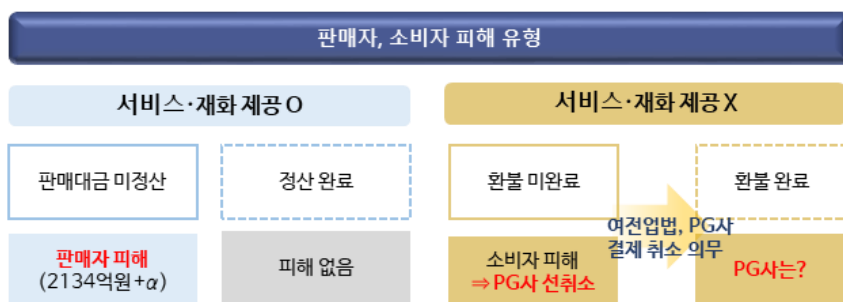 판매자, 소비자 피해 유형
서비스·재화 제공 O
서비스·재화 제공 X
판매대금 미정산
정산 완료
환불 미완료
환불 완료
여전업법, PG사
결제 취소 의무
판매자 피해
(2134억원+α)
피해 없음
소비자 피해
⇒ PG사 선취소
PG사는?